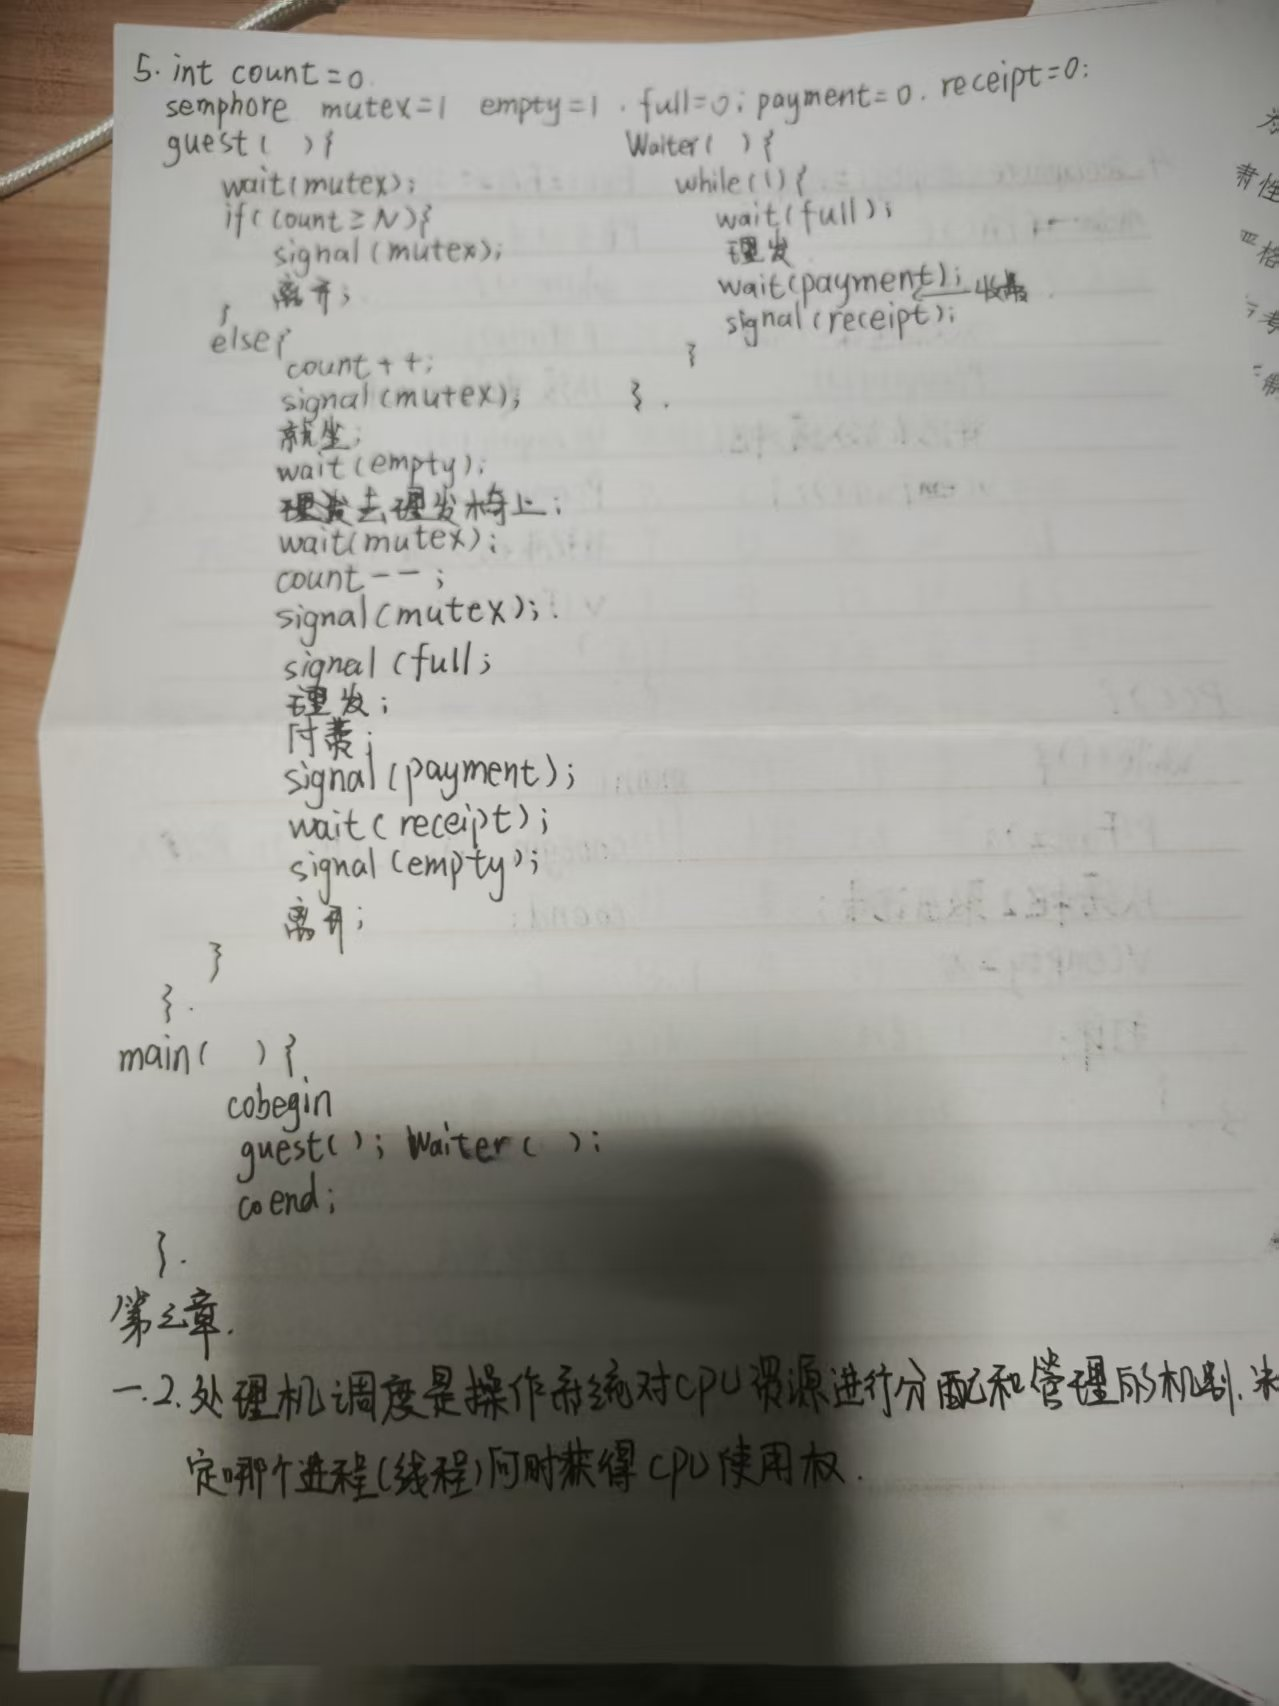 5. int count=0.
semphore mutex=1 empty=1. full=0; payment=0. receipt=0;
guest( ){
wait(mutex);
if(count≥N){
signal(mutex);
离开;
}
else{
count++;
signal(mutex);
就坐;
wait(empty);
理发去理发椅上;
wait(mutex);
count--;
signal(mutex);
signal(full;
理发;
付费;
signal(payment);
wait(receipt);
signal(empty);
离开;
}
}.
Waiter( ){
while(1){
wait(full);
理发
wait(payment); 收费
signal(receipt);
}
}.
main( ){
cobegin
guest(); Waiter( );
coend;
}.
第三章.
一.2.处理机调度是操作系统对CPU资源进行分配和管理的机制.决
定哪个进程(线程)何时获得CPU使用权.
性
严格
考